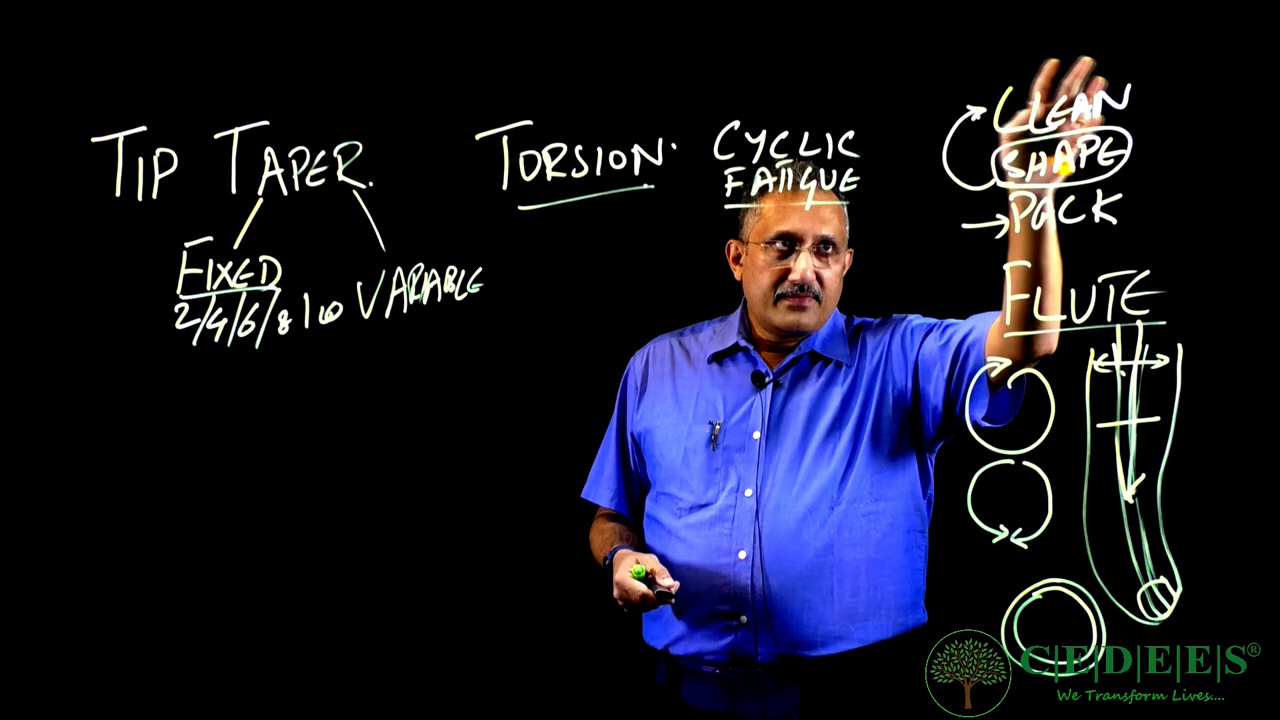 TIP TAPER.
FIXED
2/4/6/8/10
VARIABLE
TORSION.
CYCLIC
FATIGUE
CLEAN
SHAPE
PACK
FLUTE
C|E|D|E|E|S®
We Transform Lives....